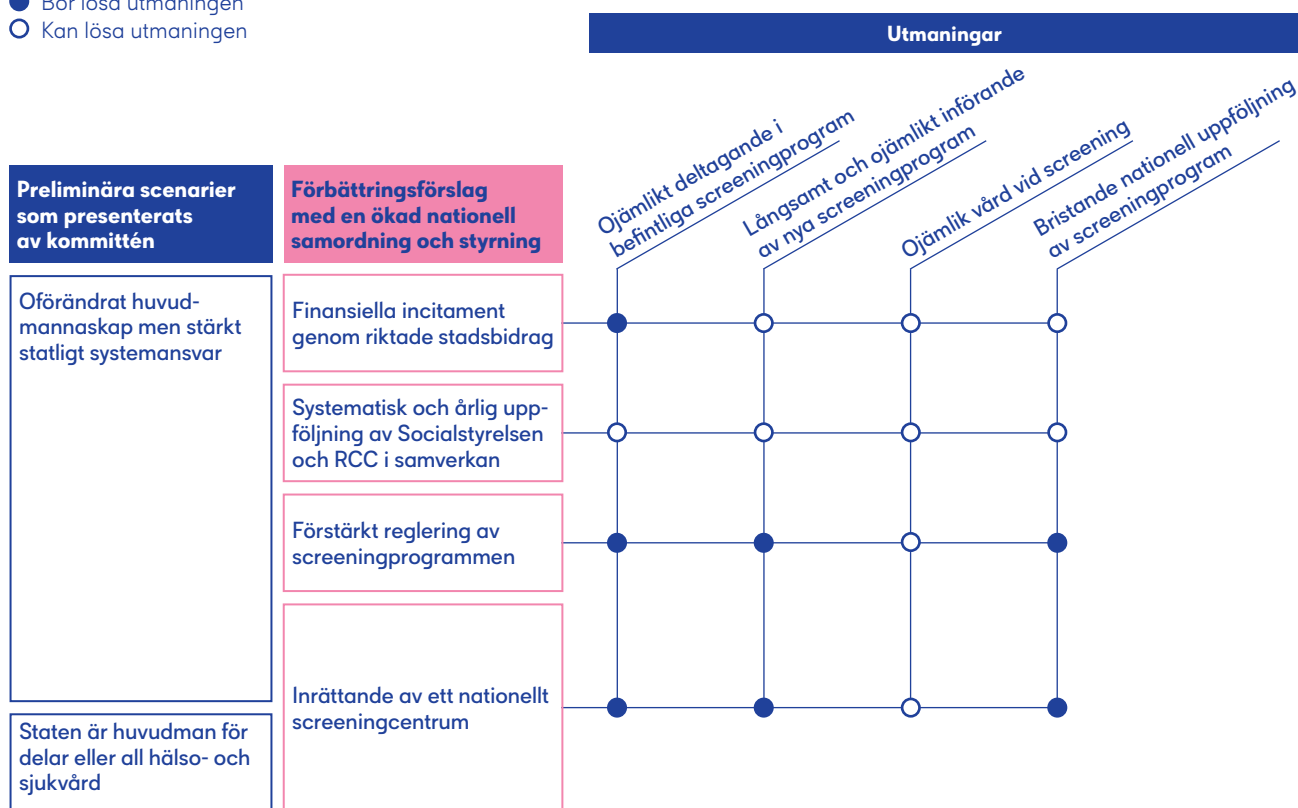 Bör lösa utmaningen
Kan lösa utmaningen
Utmaningar
Ojämlikt deltagande i
befintliga screeningprogram
Långsamt och ojämlikt införande
av nya screeningprogram
Ojämlik vård vid screening
Bristande nationell uppföljning
av screeningprogram
Preliminära scenarier
som presenterats
av kommittén
Förbättringsförslag
med en ökad nationell
samordning och styrning
Oförändrat huvud-
mannaskap men stärkt
statligt systemansvar
Finansiella incitament
genom riktade stadsbidrag
Systematisk och årlig upp-
följning av Socialstyrelsen
och RCC i samverkan
Förstärkt reglering av
screeningprogrammen
Inrättande av ett nationellt
screeningcentrum
Staten är huvudman för
delar eller all hälso- och
sjukvård